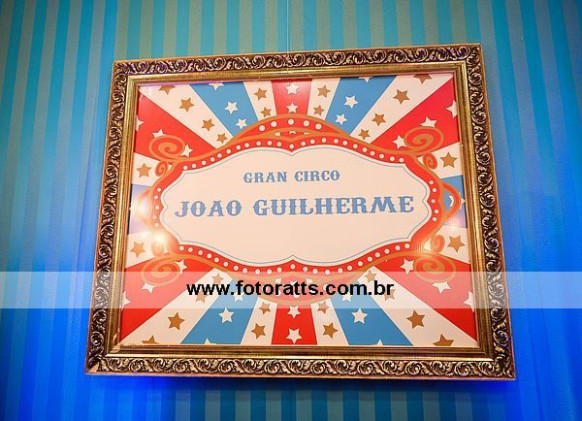 GRAN CIRCO
JOAO GUILHERME
www.fotoratts.com.br